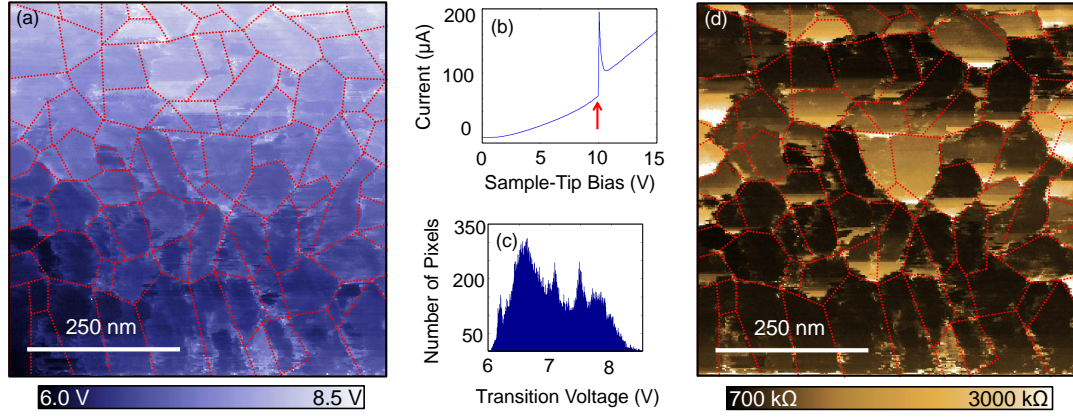 (a)
250 nm
6.0 V 8.5 V
(b)
200
100
0
Current (µA)
0 5 10 15
Sample-Tip Bias (V)
(c)
350
200
50
Number of Pixels
6 7 8
Transition Voltage (V)
(d)
250 nm
700 kΩ 3000 kΩ